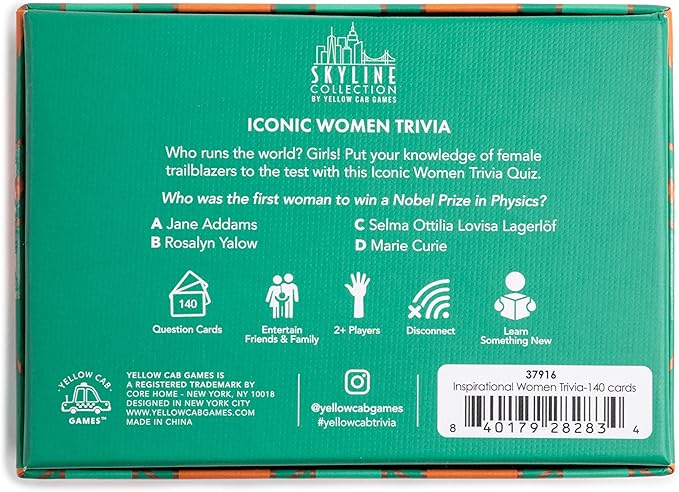 SKYLINE
COLLECTION
BY YELLOW CAB GAMES
ICONIC WOMEN TRIVIA
Who runs the world? Girls! Put your knowledge of female
trailblazers to the test with this Iconic Women Trivia Quiz.
Who was the first woman to win a Nobel Prize in Physics?
A Jane Addams
B Rosalyn Yalow
C Selma Ottilia Lovisa Lagerlöf
D Marie Curie
140
Question Cards
Entertain
Friends & Family
2+ Players
Disconnect
Learn
Something New
YELLOW CAB
GAMES™
YELLOW CAB GAMES IS
A REGISTERED TRADEMARK BY
CORE HOME - NEW YORK, NY 10018
DESIGNED IN NEW YORK CITY
WWW.YELLOWCABGAMES.COM
MADE IN CHINA
@yellowcabgames
#yellowcabtrivia
37916
Inspirational Women Trivia-140 cards
8 40179 28283 4